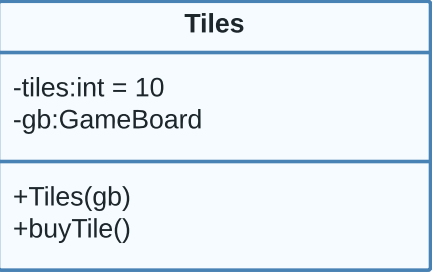 Tiles
-tiles:int = 10
-gb:GameBoard
+Tiles(gb)
+buyTile()